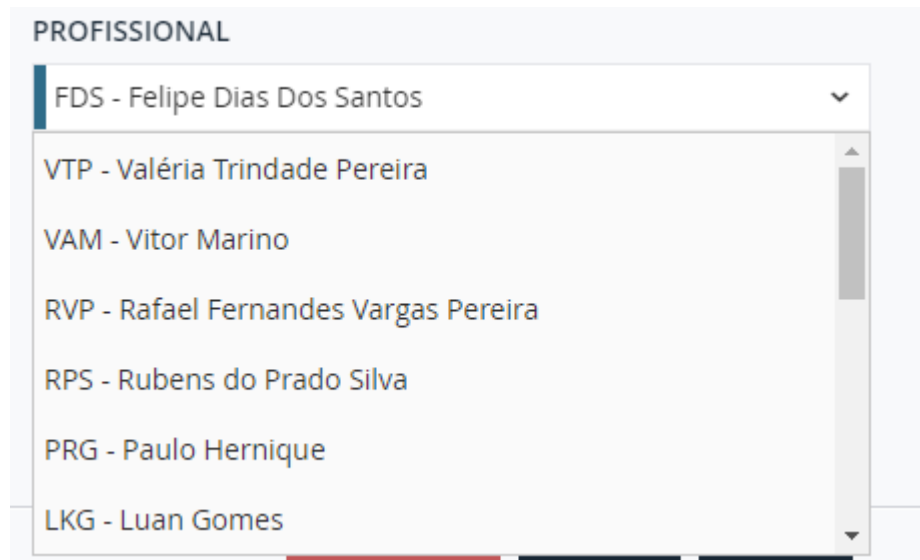 PROFISSIONAL
FDS - Felipe Dias Dos Santos
VTP - Valéria Trindade Pereira
VAM - Vitor Marino
RVP - Rafael Fernandes Vargas Pereira
RPS - Rubens do Prado Silva
PRG - Paulo Hernique
LKG - Luan Gomes